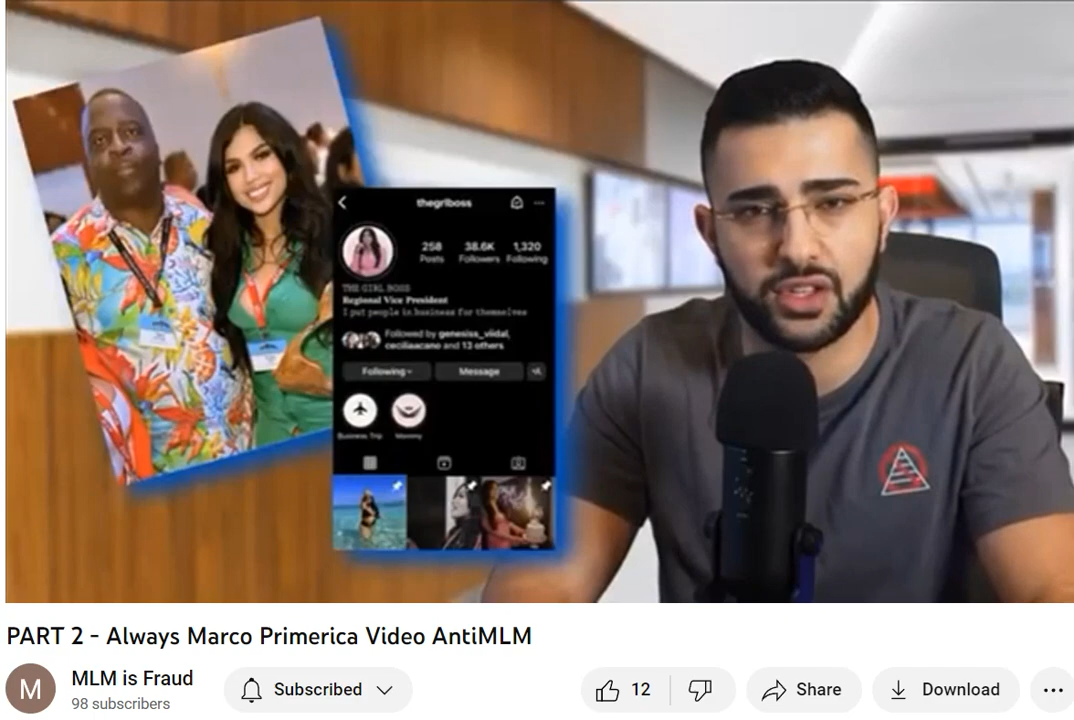 thegrlboss
258
38.6K
1,320
Posts
Followers
Following
THE GIRL BOSS
Regional Vice President
I put people in business for themselves
Followed by genesiss_viidal,
ceciliaacano and 13 others
Following
Message
Business Trip
Mommy
PART 2 - Always Marco Primerica Video AntiMLM
M
MLM is Fraud
98 subscribers
Subscribed
12
Share
Download